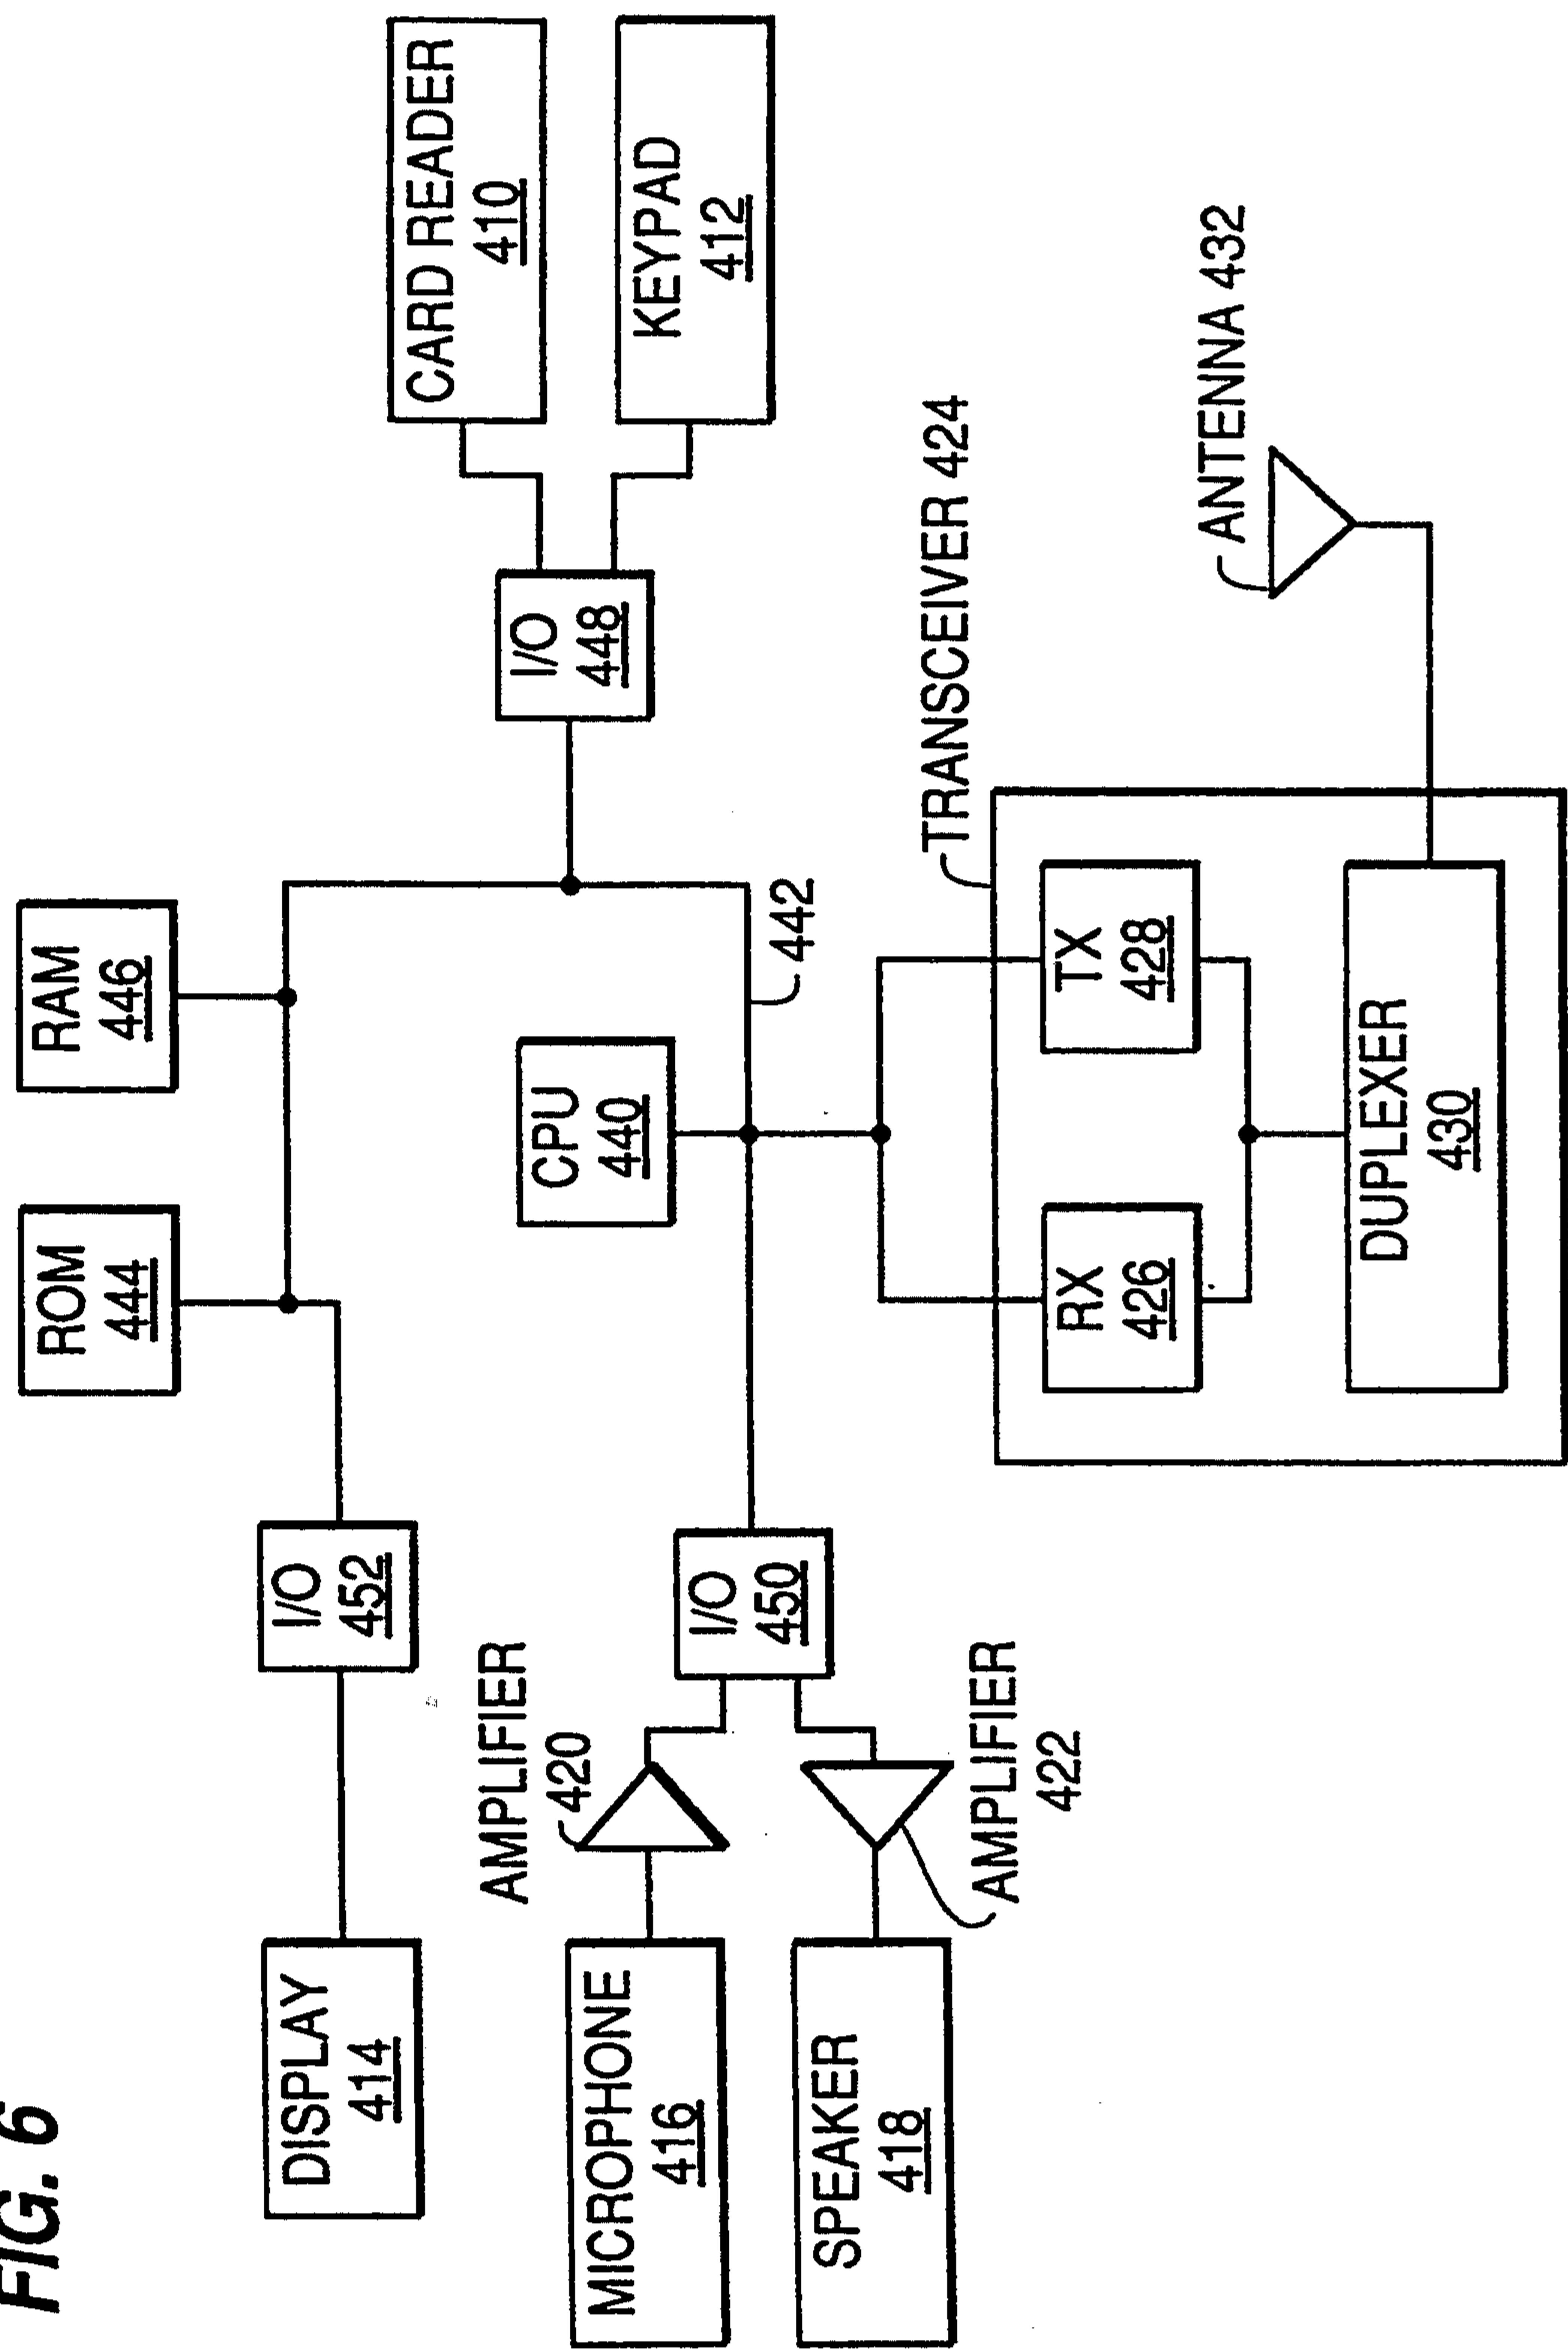 FIG. 6
ROM
444
RAM
446
DISPLAY
414
I/O
452
CARD READER
410
I/O
448
KEYPAD
412
CPU
440
442
AMPLIFIER
420
MICROPHONE
416
I/O
450
SPEAKER
418
AMPLIFIER
422
TRANSCEIVER 424
RX
426
TX
428
DUPLEXER
430
ANTENNA 432